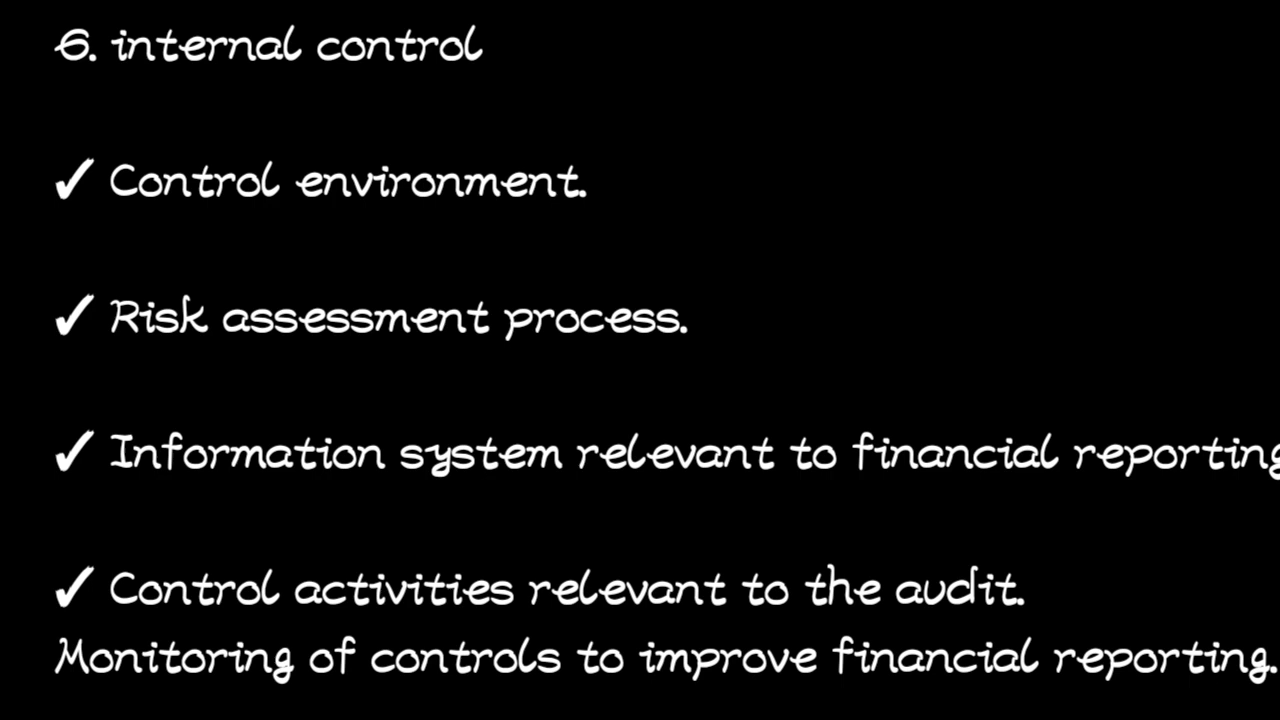 6. internal control
✓ Control environment.
✓ Risk assessment process.
✓ Information system relevant to financial reporting
✓ Control activities relevant to the audit.
Monitoring of controls to improve financial reporting.